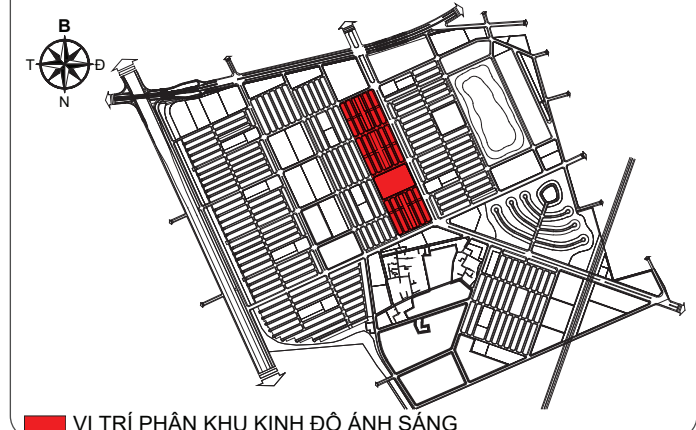 B
T Đ
N
VỊ TRÍ PHÂN KHU KINH ĐÔ ÁNH SÁNG